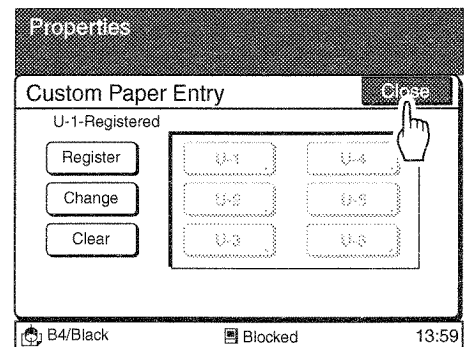 Properties
Custom Paper Entry
Close
U-1-Registered
Register
U-1
U-4
Change
U-2
U-5
Clear
U-3
U-6
B4/Black
Blocked
13:59